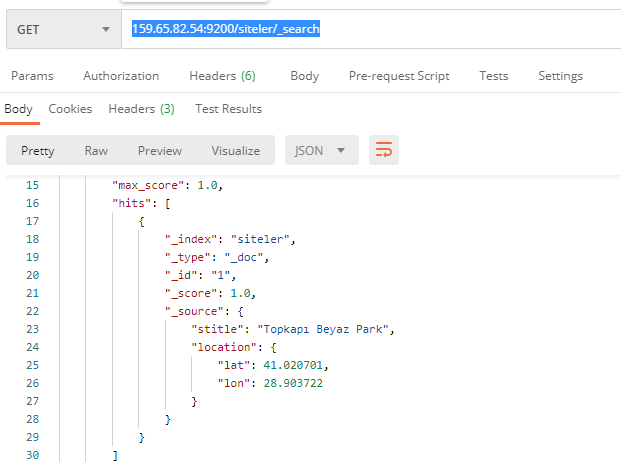 GET 159.65.82.54:9200/siteler/_search
Params Authorization Headers (6) Body Pre-request Script Tests Settings
Body Cookies Headers (3) Test Results
Pretty Raw Preview Visualize JSON
15 "max_score": 1.0,
16 "hits": [
17 {
18 "_index": "siteler",
19 "_type": "_doc",
20 "_id": "1",
21 "_score": 1.0,
22 "_source": {
23 "stitle": "Topkapı Beyaz Park",
24 "location": {
25 "lat": 41.020701,
26 "lon": 28.903722
27 }
28 }
29 }
30 ]